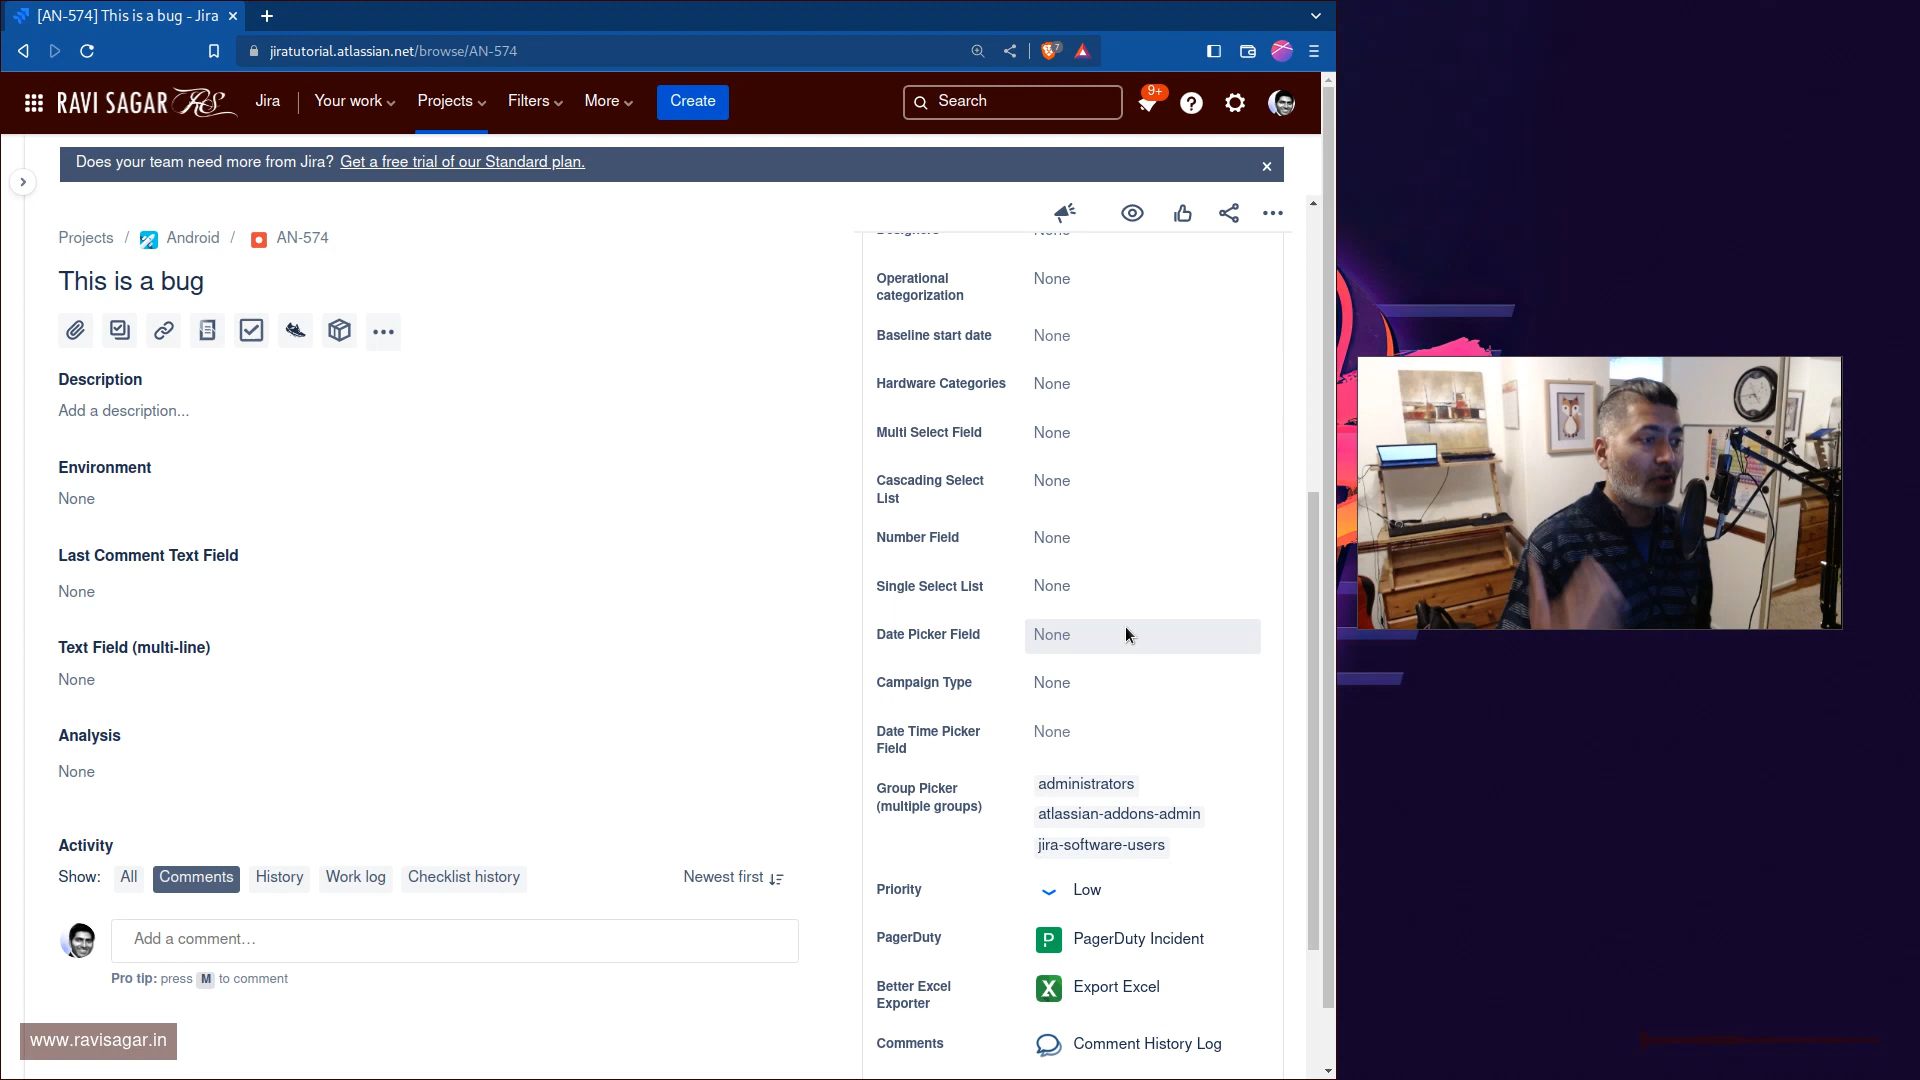 [AN-574] This is a bug - Jira
jiratutorial.atlassian.net/browse/AN-574
7
RAVI SAGAR RS
Jira
Your work
Projects
Filters
More
Create
Search
9+
Does your team need more from Jira? Get a free trial of our Standard plan.
Projects / Android / AN-574
This is a bug
Description
Add a description...
Environment
None
Last Comment Text Field
None
Text Field (multi-line)
None
Analysis
None
Activity
Show: All Comments History Work log Checklist history Newest first
Add a comment...
Pro tip: press M to comment
www.ravisagar.in
Designers None
Operational categorization None
Baseline start date None
Hardware Categories None
Multi Select Field None
Cascading Select List None
Number Field None
Single Select List None
Date Picker Field None
Campaign Type None
Date Time Picker Field None
Group Picker (multiple groups)
administrators
atlassian-addons-admin
jira-software-users
Priority Low
PagerDuty P PagerDuty Incident
Better Excel Exporter X Export Excel
Comments Comment History Log